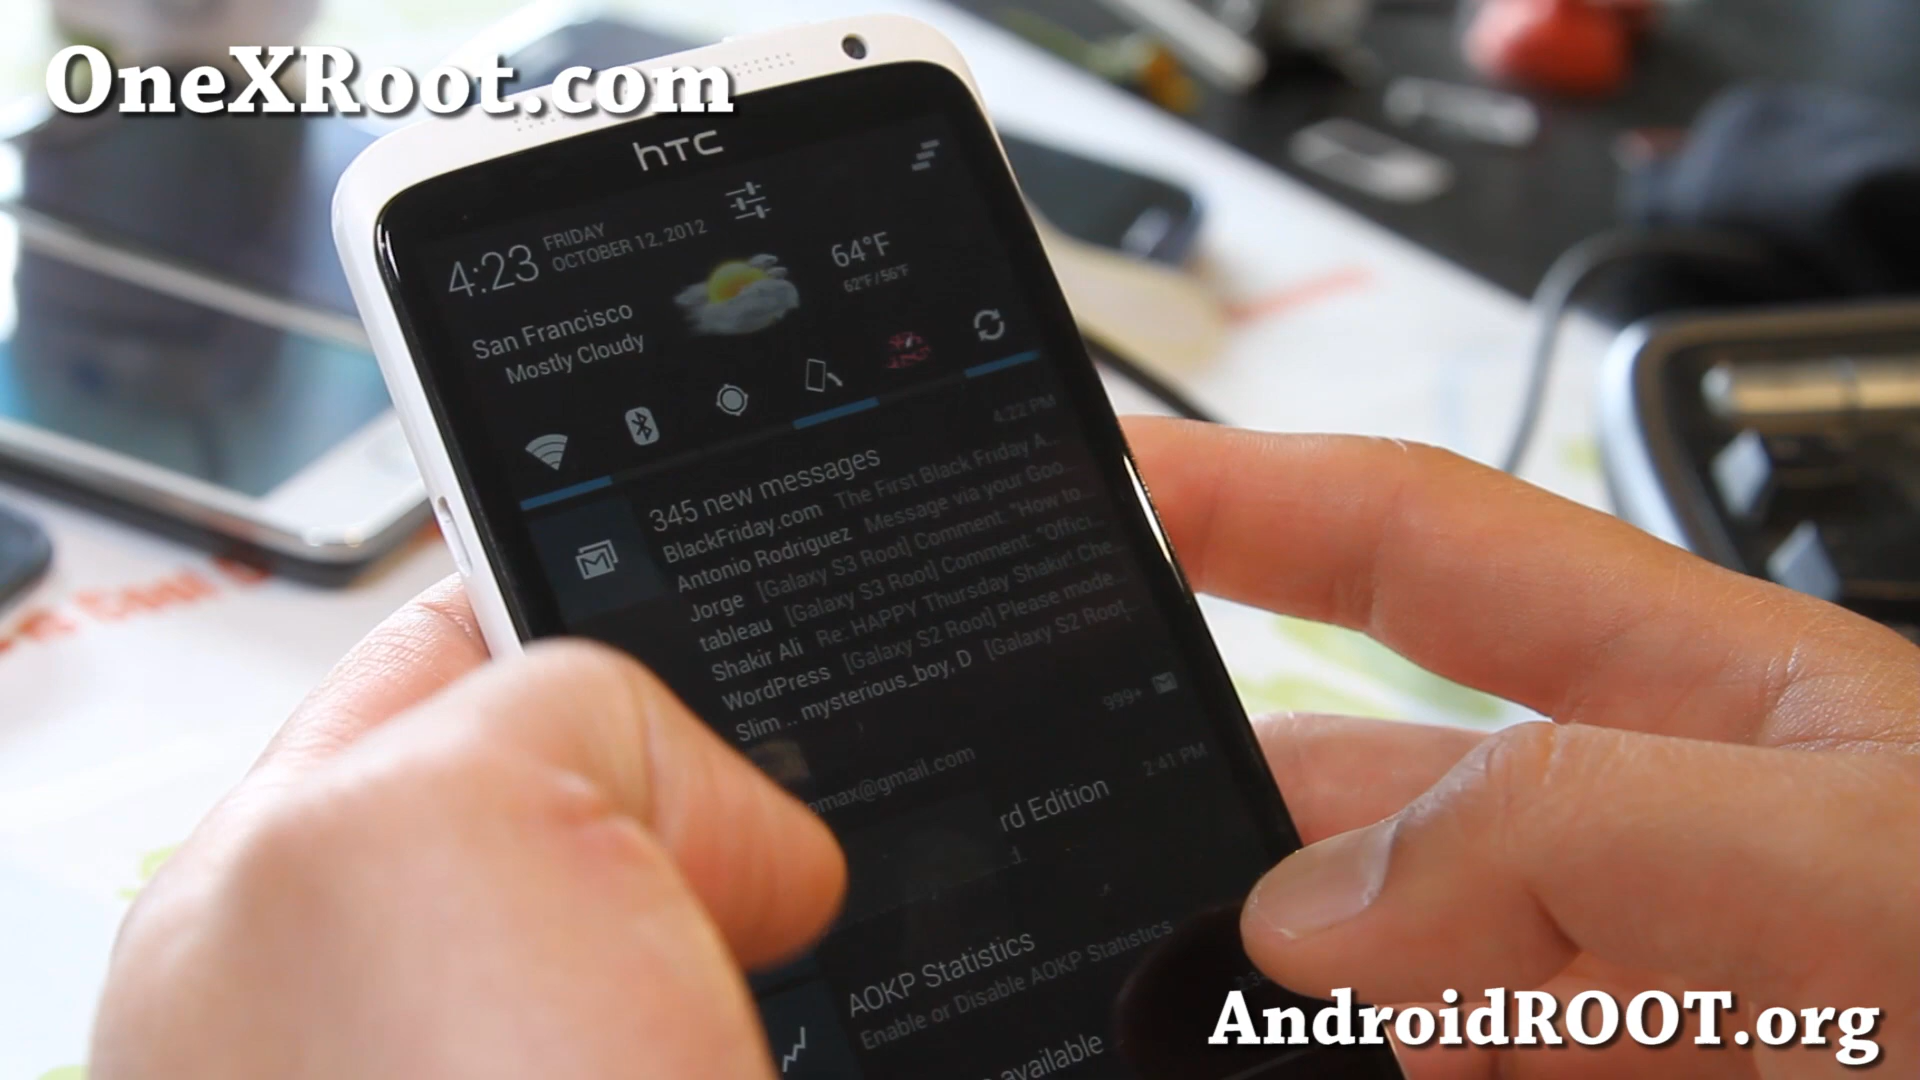 OneXRoot.com
hTC
4:23
FRIDAY
OCTOBER 12, 2012
64°F
62°F/56°F
San Francisco
Mostly Cloudy
4:22 PM
345 new messages
BlackFriday.com The First Black Friday A...
Antonio Rodriguez Message via your Goo...
Jorge [Galaxy S3 Root] Comment: "How to...
tableau [Galaxy S3 Root] Comment: "Offici...
Shakir Ali Re: HAPPY Thursday Shakir! Che...
WordPress [Galaxy S2 Root] Please mode...
Slim .. mysterious_boy, D [Galaxy S2 Root]...
999+
omax@gmail.com
2:41 PM
rd Edition
AOKP Statistics
Enable or Disable AOKP Statistics
available
AndroidROOT.org